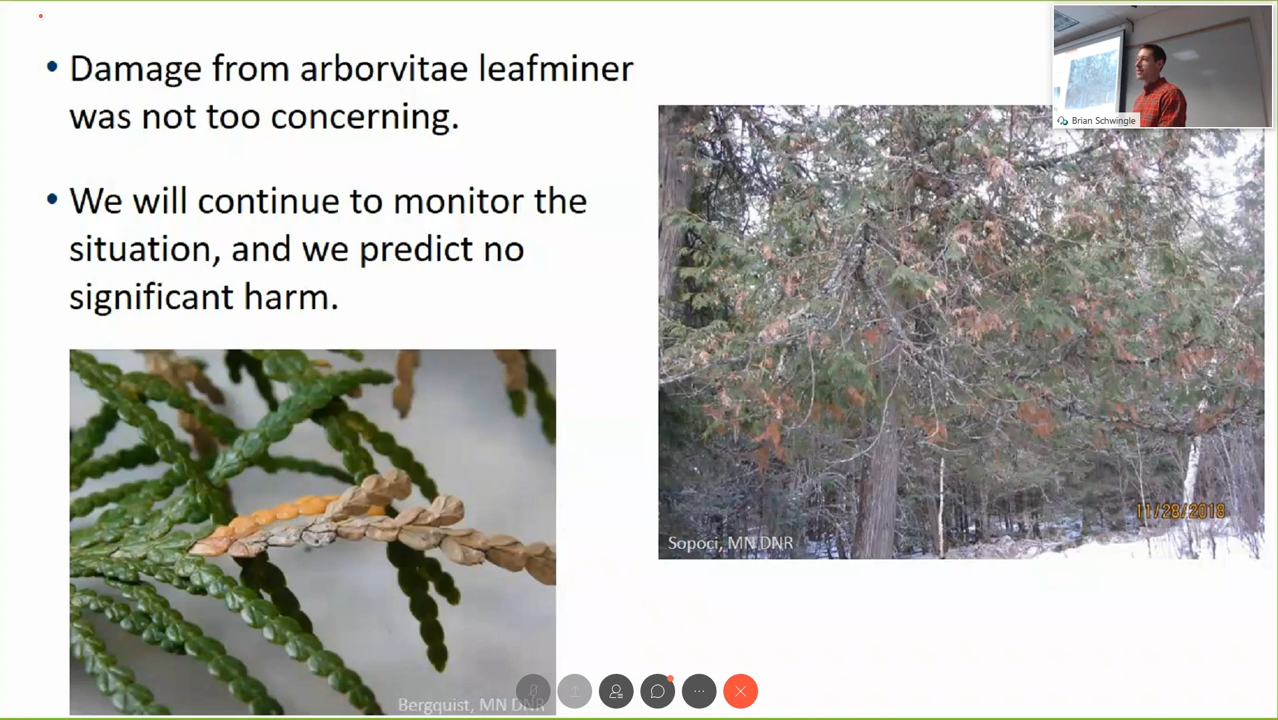 • Damage from arborvitae leafminer
was not too concerning.
• We will continue to monitor the
situation, and we predict no
significant harm.
Brian Schwingle
11/28/2018
Sopoci, MN DNR
Bergquist, MN DNR